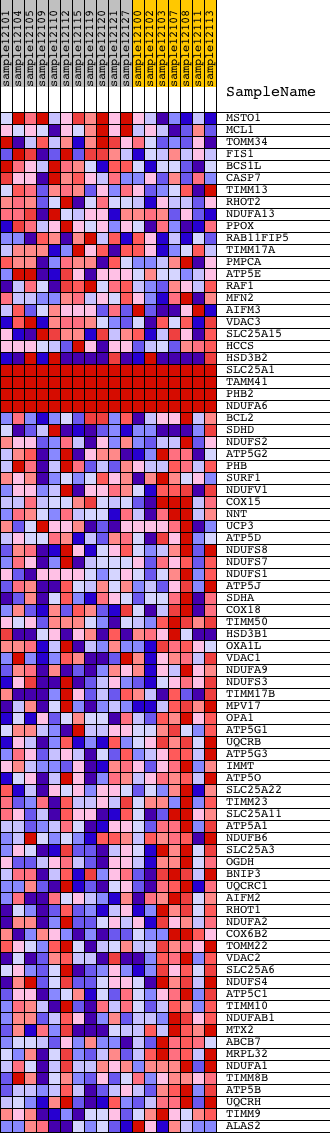 sample12101
sample12104
sample12105
sample12109
sample12110
sample12112
sample12115
sample12119
sample12120
sample12100
sample12102
sample12103
sample12107
sample12108
sample12111
SampleName
MSTO1
MCL1
TOMM34
FIS1
BCS1L
CASP7
TIMM13
RHOT2
NDUFA13
PPOX
RAB11FIP5
TIMM17A
PMPCA
ATP5E
RAF1
MFN2
AIFM3
VDAC3
SLC25A15
HCCS
HSD3B2
SLC25A1
TAMM41
PHB2
NDUFA6
BCL2
SDHD
NDUFS2
ATP5G2
PHB
SURF1
NDUFV1
COX15
NNT
UCP3
ATP5D
NDUFS8
NDUFS7
NDUFS1
ATP5J
SDHA
COX18
TIMM50
HSD3B1
OXA1L
VDAC1
NDUFA9
NDUFS3
TIMM17B
MPV17
OPA1
ATP5G1
UQCRB
ATP5G3
IMMT
ATP5O
SLC25A22
TIMM23
SLC25A11
ATP5A1
NDUFB6
SLC25A3
OGDH
BNIP3
UQCRC1
AIFM2
RHOT1
NDUFA2
COX6B2
TOMM22
VDAC2
SLC25A6
NDUFS4
ATP5C1
TIMM10
NDUFAB1
MTX2
ABCB7
MRPL32
NDUFA1
TIMM8B
ATP5B
UQCRH
TIMM9
ALAS2